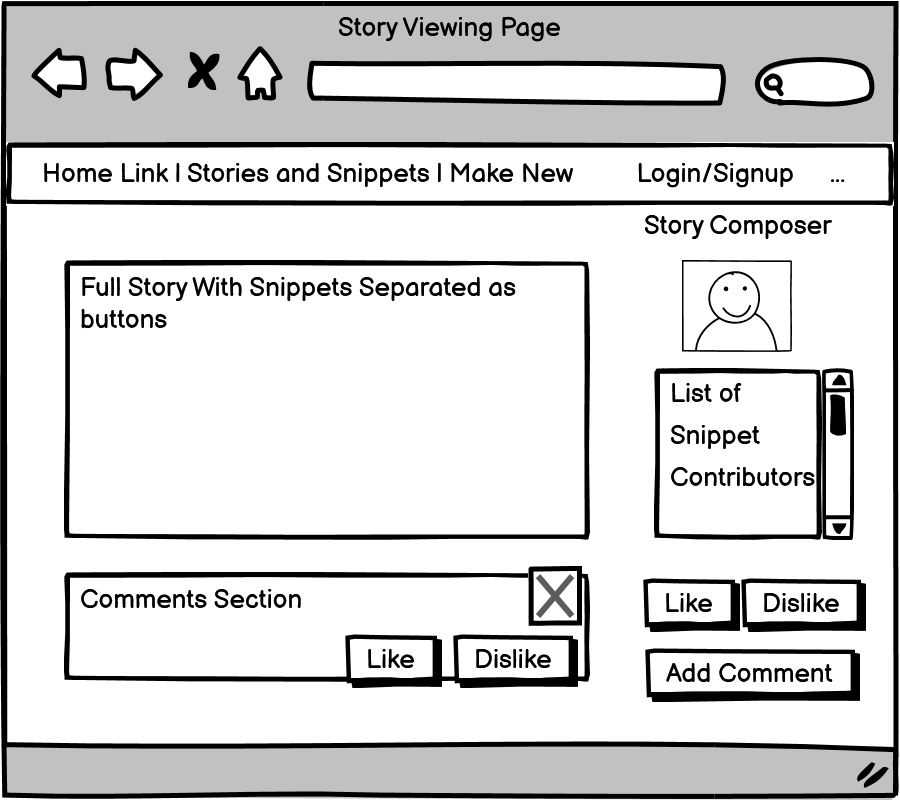 Story Viewing Page
Home Link | Stories and Snippets | Make New Login/Signup ...
Story Composer
Full Story With Snippets Separated as
buttons
List of
Snippet
Contributors
Comments Section
Like Dislike
Like Dislike
Add Comment